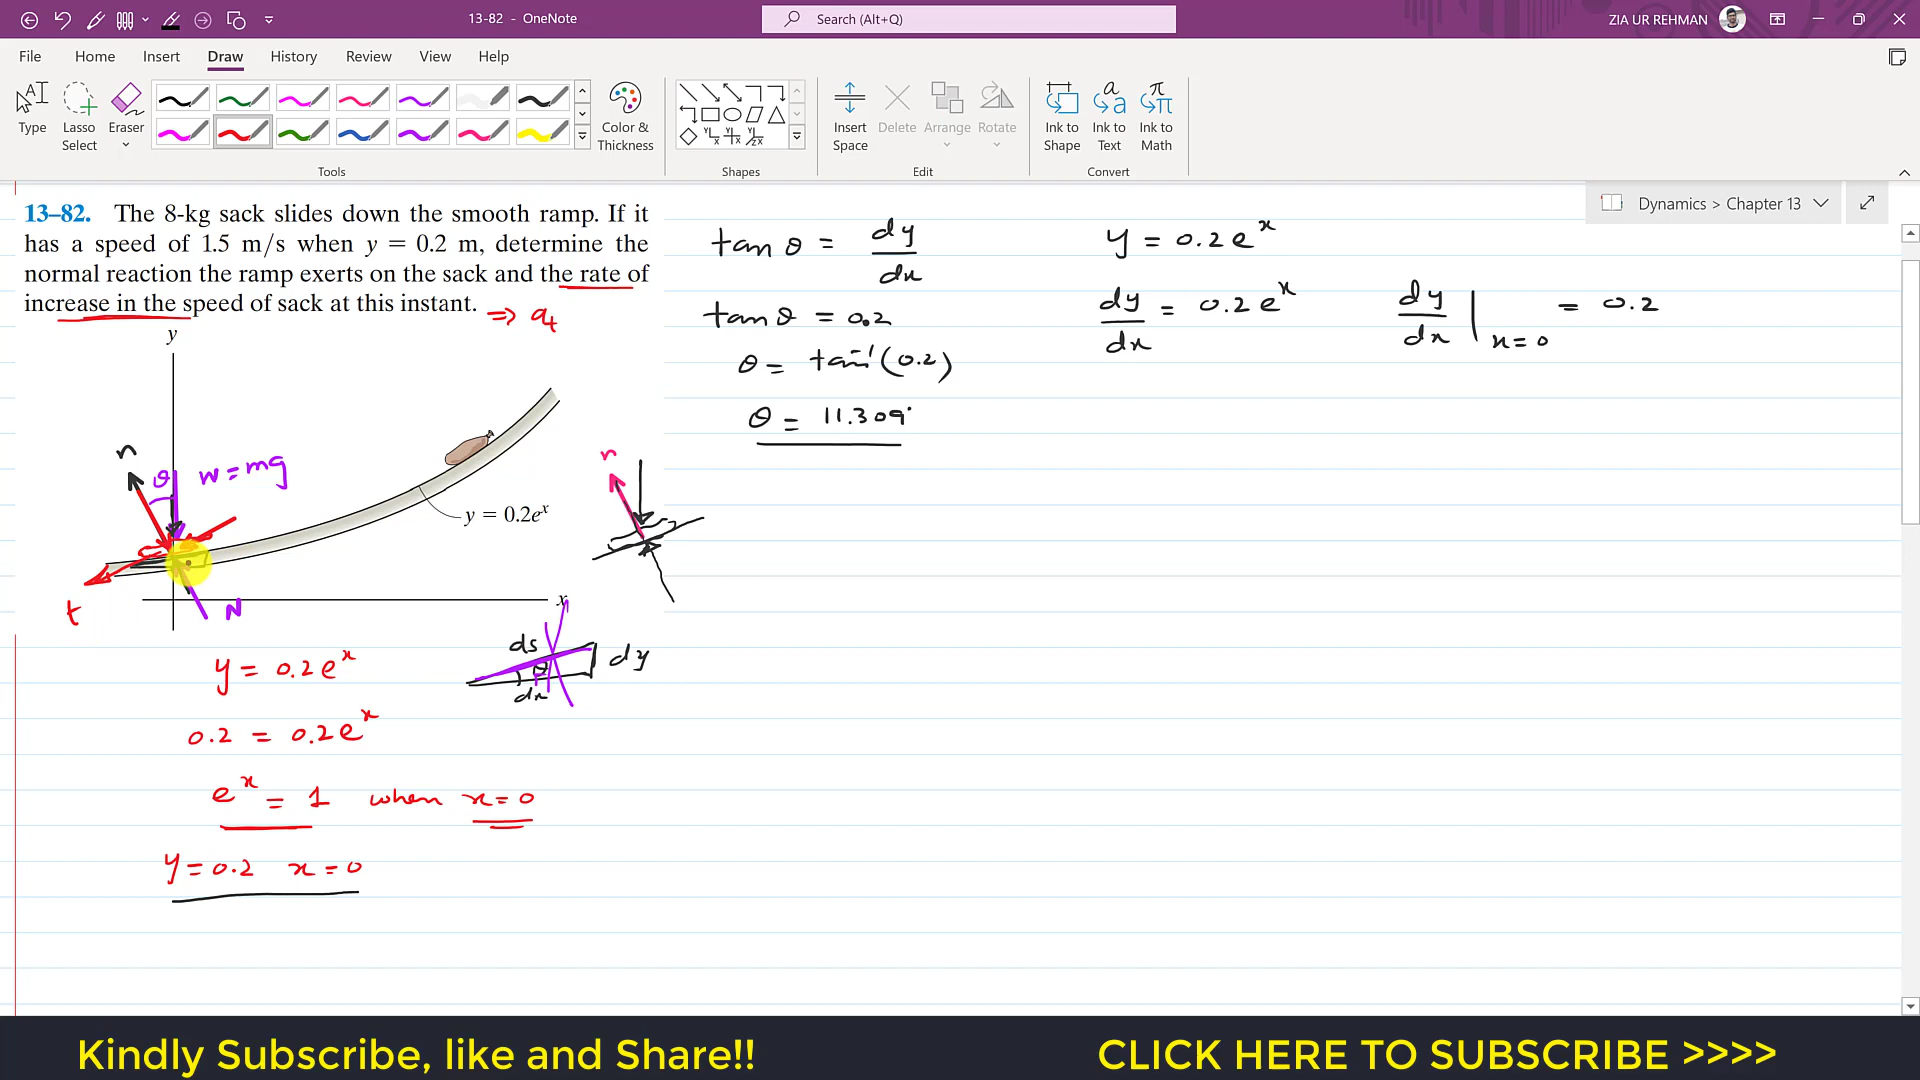 13-82 - OneNote
Search (Alt+Q)
ZIA UR REHMAN
File Home Insert Draw History Review View Help
Type
Lasso Select
Eraser
Color & Thickness
Insert Space
Delete
Arrange
Rotate
Ink to Shape
Ink to Text
Ink to Math
Tools
Shapes
Edit
Convert
Dynamics > Chapter 13
13–82. The 8-kg sack slides down the smooth ramp. If it
has a speed of 1.5 m/s when y = 0.2 m, determine the
normal reaction the ramp exerts on the sack and the rate of
increase in the speed of sack at this instant.
⇒ at
y
n
θ
W = mg
y = 0.2eˣ
t
N
x
n
ds
dy
θ
dx
y = 0.2eˣ
0.2 = 0.2eˣ
eˣ = 1 when x = 0
y = 0.2 x = 0
tan θ = dy/dx
tan θ = 0.2
θ = tan⁻¹(0.2)
θ = 11.309°
y = 0.2eˣ
dy/dx = 0.2eˣ
dy/dx | x=0 = 0.2
Kindly Subscribe, like and Share!!
CLICK HERE TO SUBSCRIBE >>>>